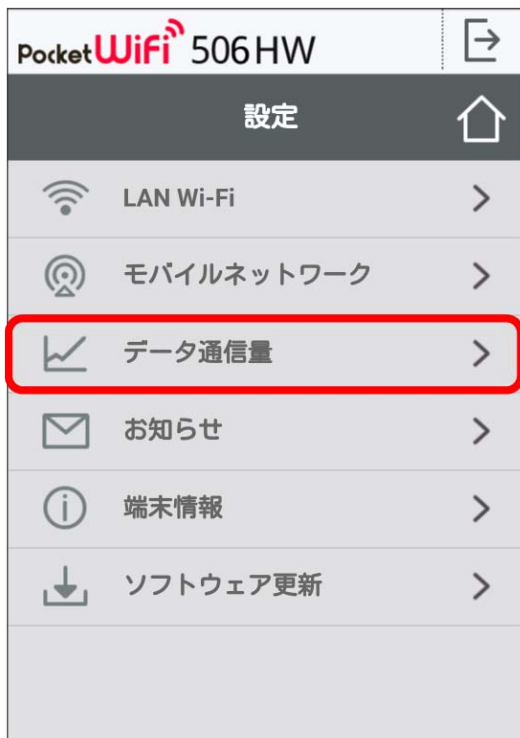 Pocket WiFi 506HW
設定
LAN Wi-Fi
モバイルネットワーク
データ通信量
お知らせ
端末情報
ソフトウェア更新